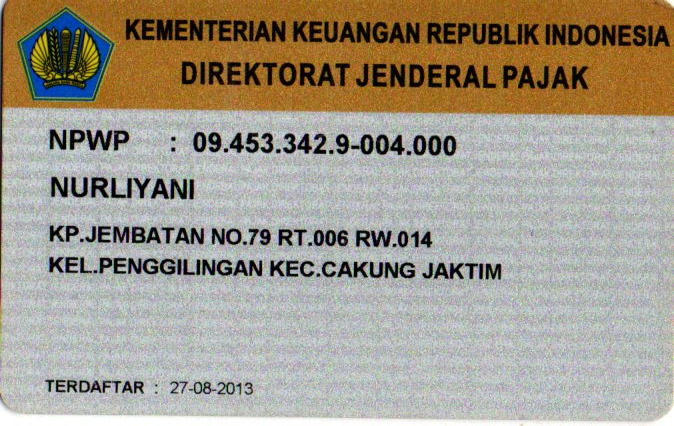 KEMENTERIAN KEUANGAN REPUBLIK INDONESIA
DIREKTORAT JENDERAL PAJAK
NPWP : 09.453.342.9-004.000
NURLIYANI
KP.JEMBATAN NO.79 RT.006 RW.014
KEL.PENGGILINGAN KEC.CAKUNG JAKTIM
TERDAFTAR : 27-08-2013